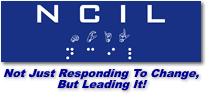 NCIL
Not Just Responding To Change,
But Leading It!